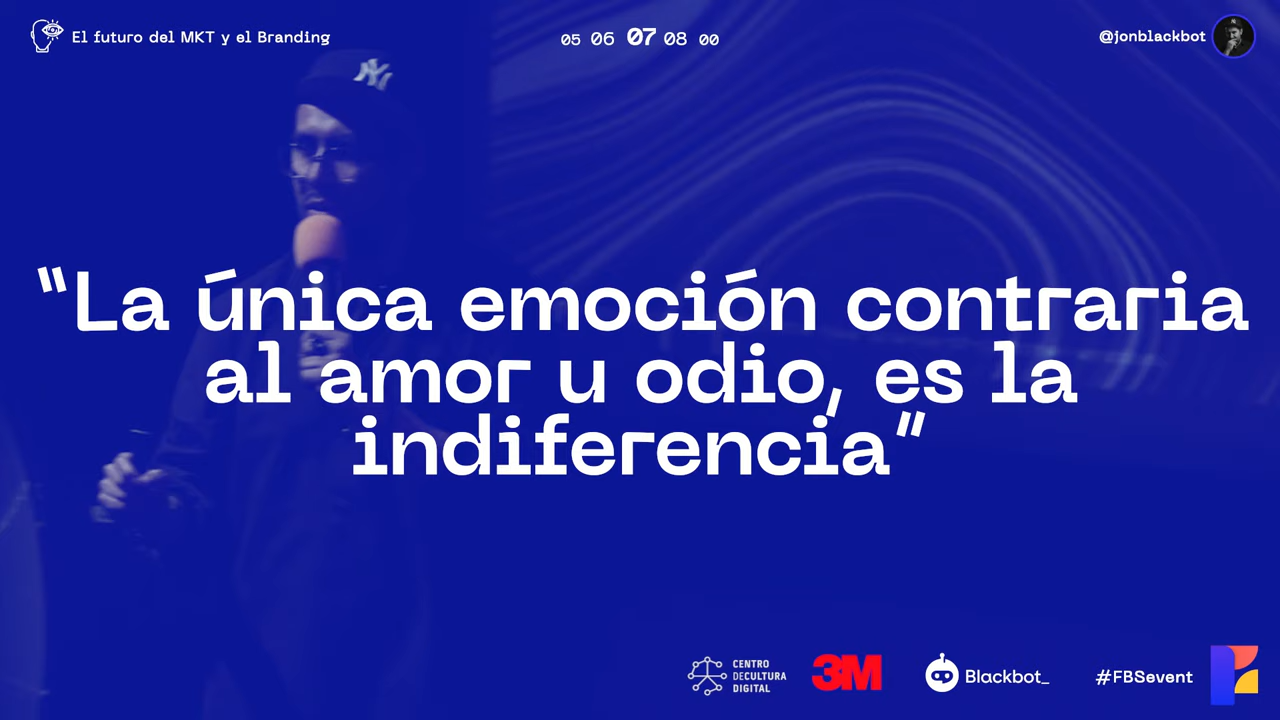 El futuro del MKT y el Branding
05 06 07 08 00
@jonblackbot
NY
"La única emoción contraria
al amor u odio, es la
indiferencia"
CENTRO
DECULTURA
DIGITAL
3M
Blackbot_
#FBSevent